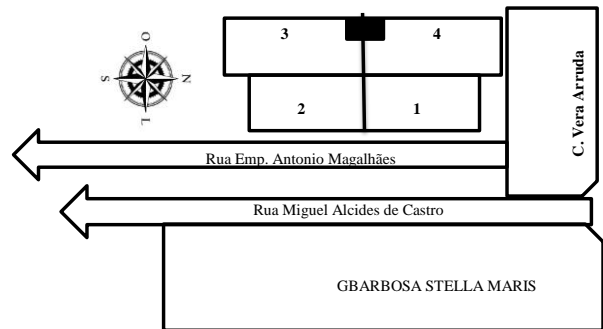 3
4
O
S
N
L
2
1
C. Vera Arruda
Rua Emp. Antonio Magalhães
Rua Miguel Alcides de Castro
GBARBOSA STELLA MARIS